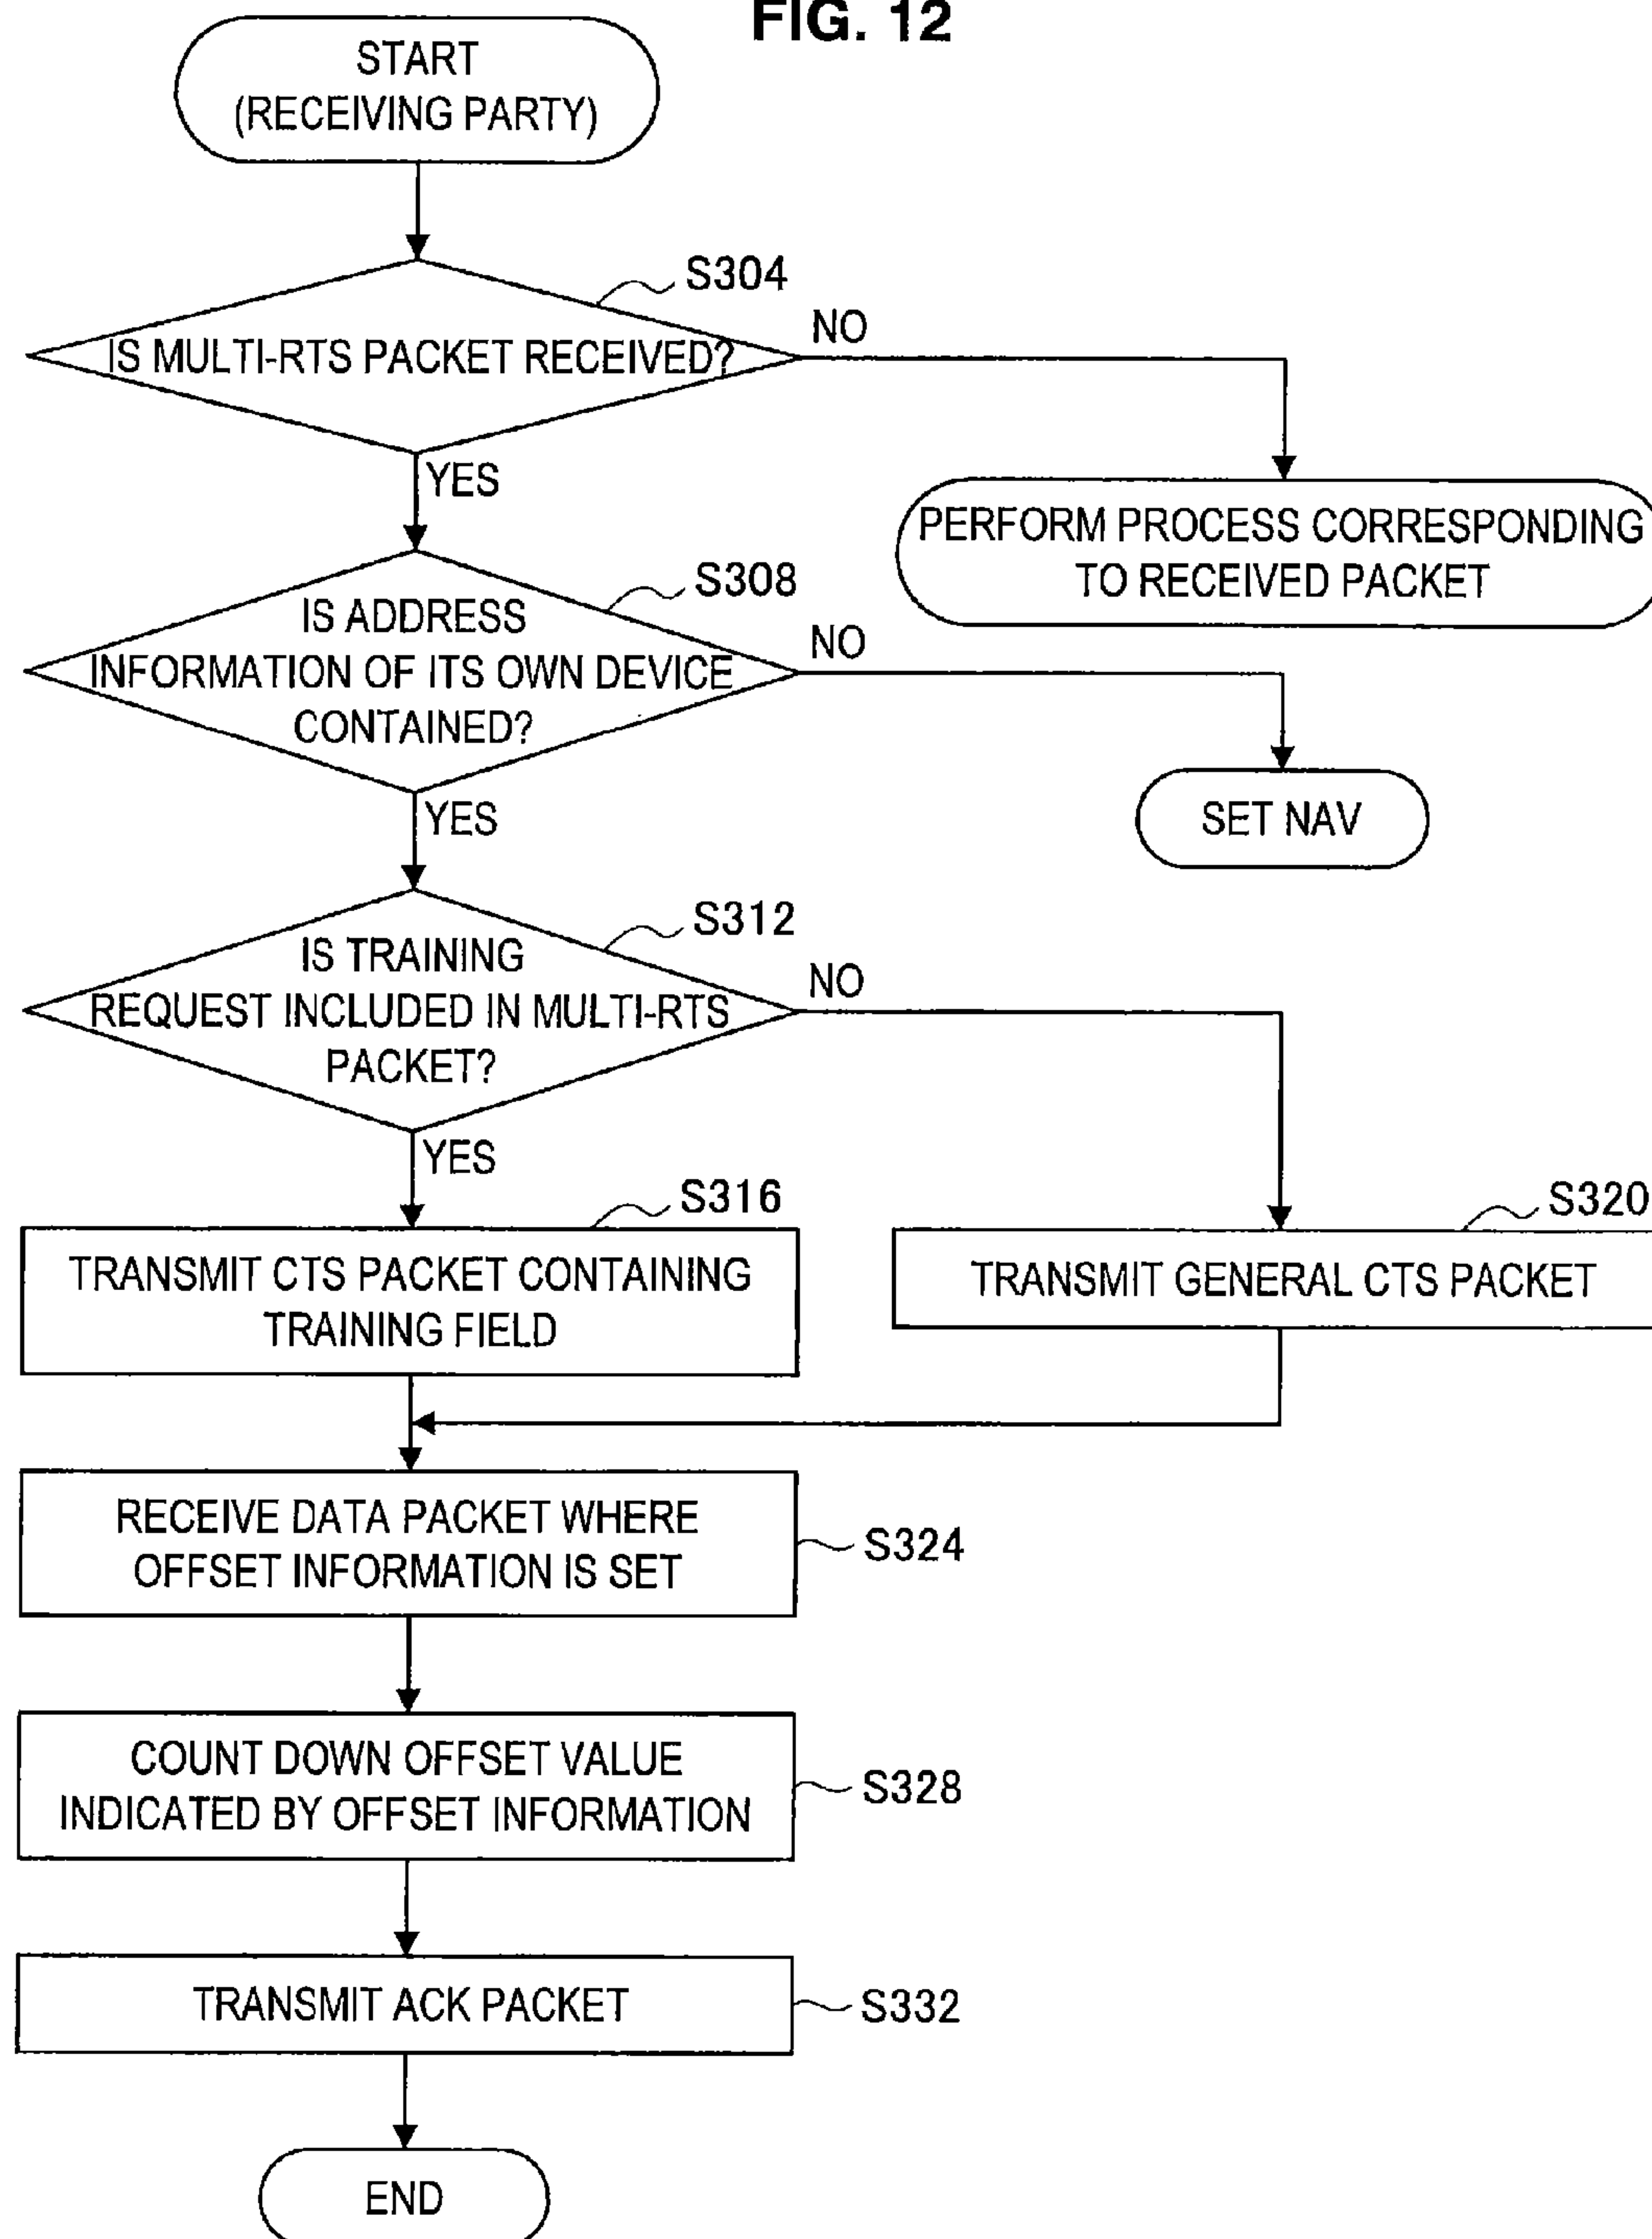 FIG. 12
START
(RECEIVING PARTY)
S304
IS MULTI-RTS PACKET RECEIVED?
NO
YES
PERFORM PROCESS CORRESPONDING
TO RECEIVED PACKET
S308
IS ADDRESS
INFORMATION OF ITS OWN DEVICE
CONTAINED?
NO
YES
SET NAV
S312
IS TRAINING
REQUEST INCLUDED IN MULTI-RTS
PACKET?
NO
YES
S316
TRANSMIT CTS PACKET CONTAINING
TRAINING FIELD
S320
TRANSMIT GENERAL CTS PACKET
RECEIVE DATA PACKET WHERE
OFFSET INFORMATION IS SET
S324
COUNT DOWN OFFSET VALUE
INDICATED BY OFFSET INFORMATION
S328
TRANSMIT ACK PACKET
S332
END